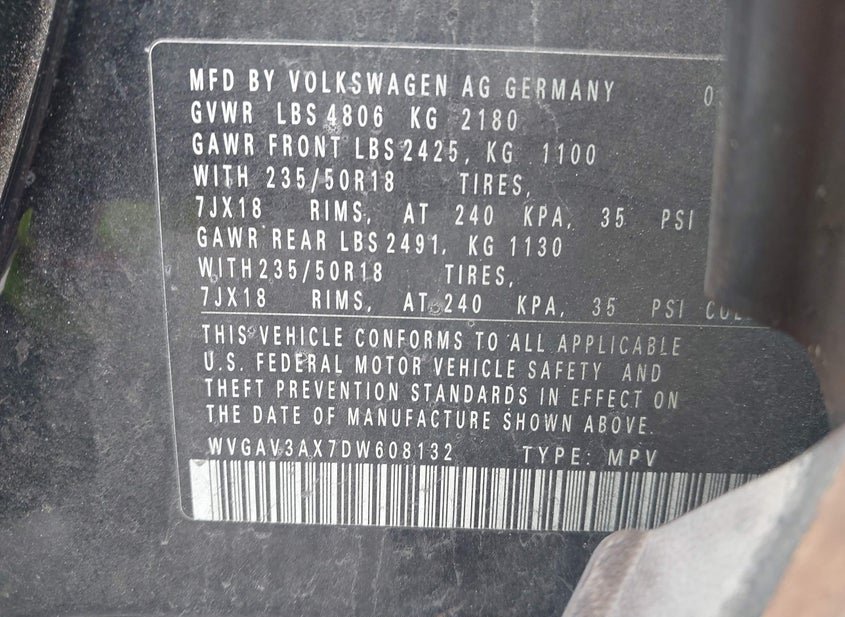 MFD BY VOLKSWAGEN AG GERMANY
GVWR LBS 4806 KG 2180
GAWR FRONT LBS 2425, KG 1100
WITH 235/50R18 TIRES,
7JX18 RIMS, AT 240 KPA, 35 PSI
GAWR REAR LBS 2491, KG 1130
WITH 235/50R18 TIRES,
7JX18 RIMS, AT 240 KPA, 35 PSI
THIS VEHICLE CONFORMS TO ALL APPLICABLE
U.S. FEDERAL MOTOR VEHICLE SAFETY AND
THEFT PREVENTION STANDARDS IN EFFECT ON
THE DATE OF MANUFACTURE SHOWN ABOVE.
WVGAV3AX7DW608132 TYPE: MPV